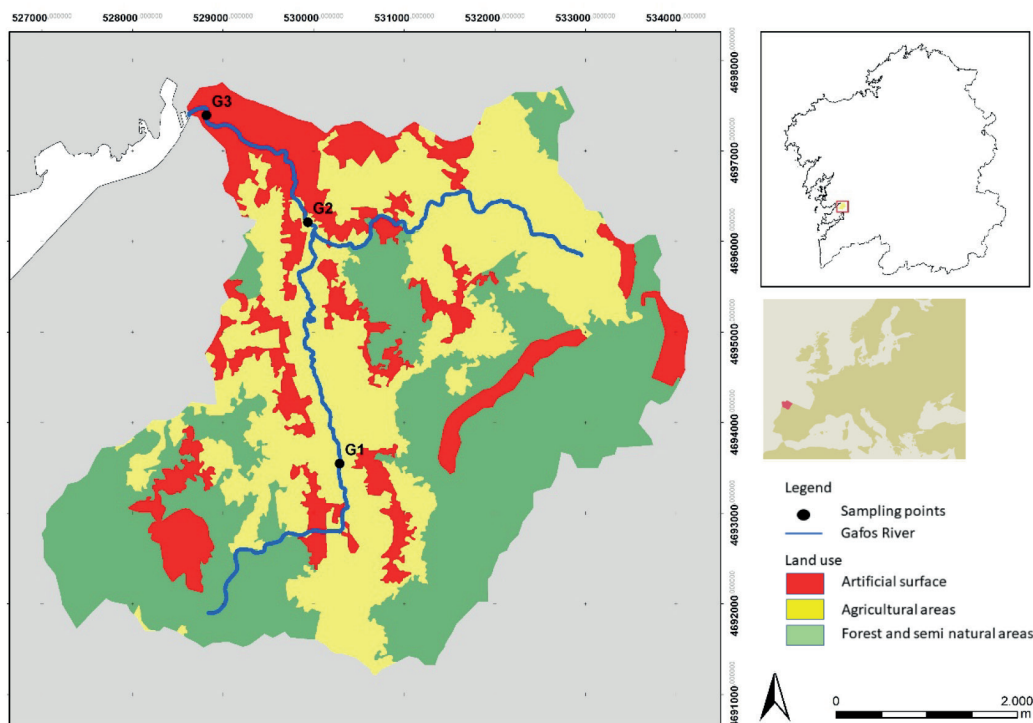 527000,000000 528000,000000 529000,000000 530000,000000 531000,000000 532000,000000 533000,000000 534000,000000
4698000,000000
4697000,000000
4696000,000000
4695000,000000
4694000,000000
4693000,000000
4692000,000000
4691000,000000
G3
G2
G1
Legend
Sampling points
Gafos River
Land use
Artificial surface
Agricultural areas
Forest and semi natural areas
0 2.000
m